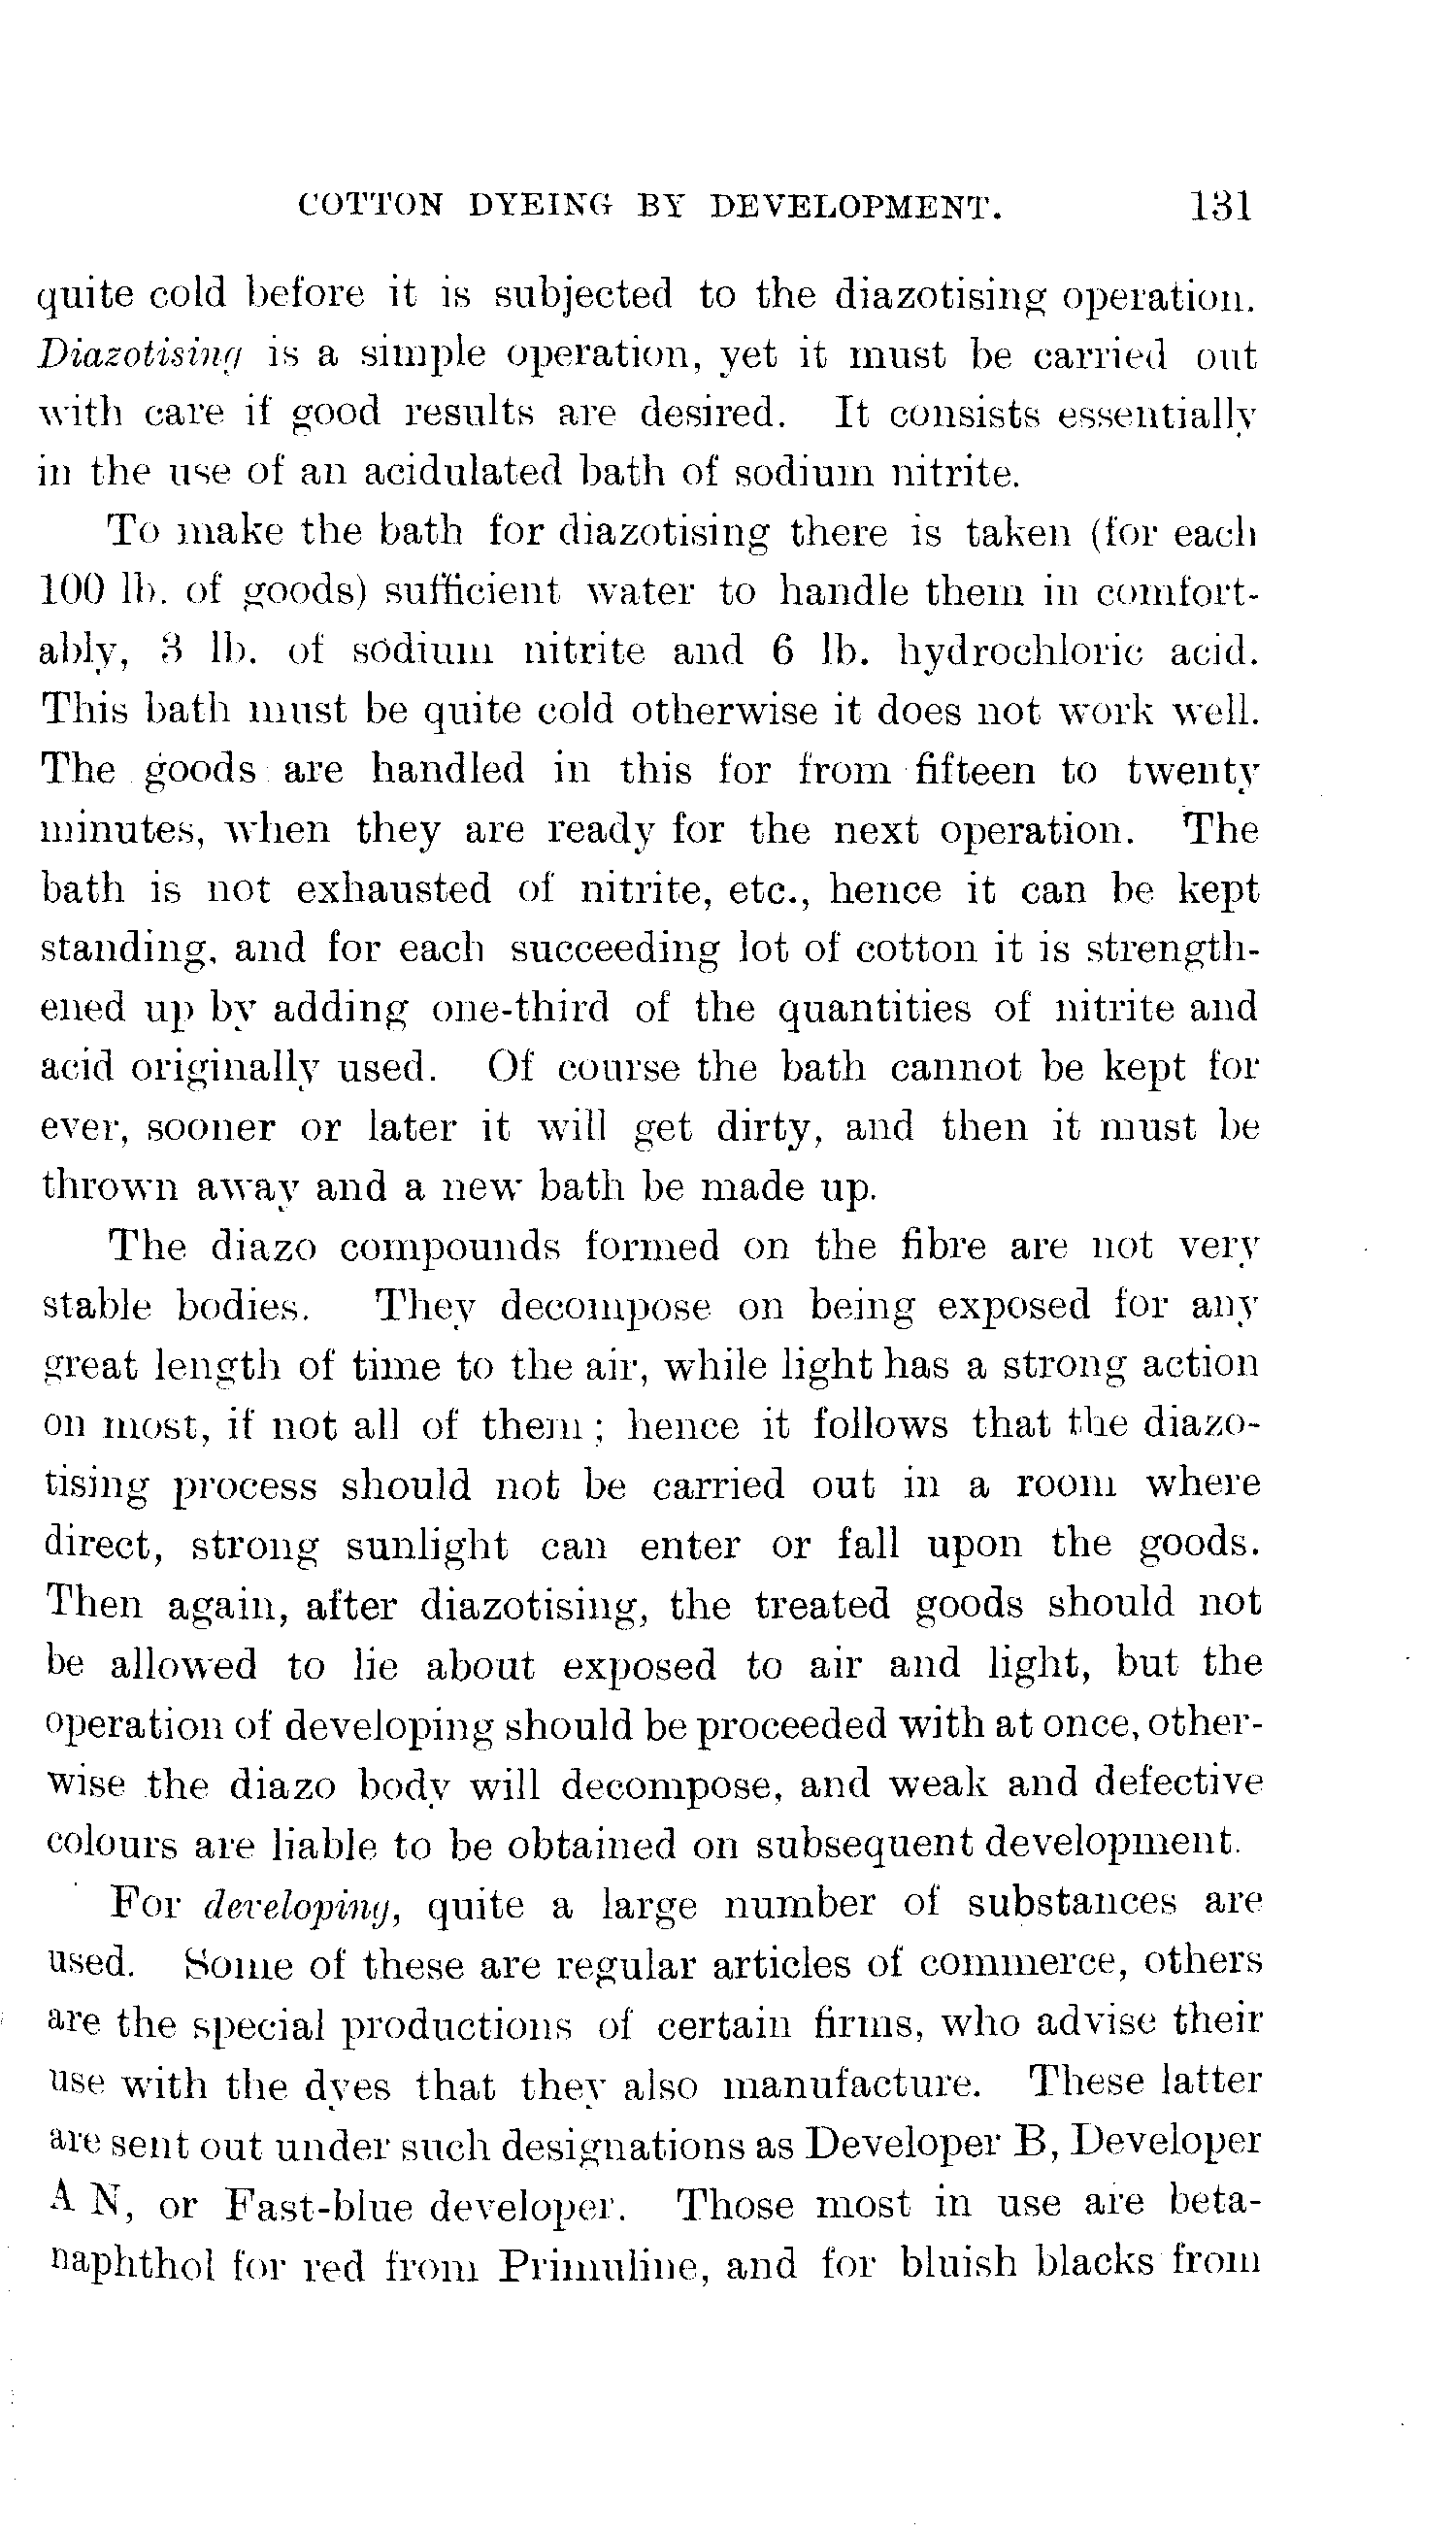 COTTON DYEING BY DEVELOPMENT. 131
quite cold before it is subjected to the diazotising operation.
Diazotising is a simple operation, yet it must be carried out
with care if good results are desired. It consists essentially
in the use of an acidulated bath of sodium nitrite.
To make the bath for diazotising there is taken (for each
100 lb. of goods) sufficient water to handle them in comfort-
ably, 3 lb. of sodium nitrite and 6 lb. hydrochloric acid.
This bath must be quite cold otherwise it does not work well.
The goods are handled in this for from fifteen to twenty
minutes, when they are ready for the next operation. The
bath is not exhausted of nitrite, etc., hence it can be kept
standing, and for each succeeding lot of cotton it is strength-
ened up by adding one-third of the quantities of nitrite and
acid originally used. Of course the bath cannot be kept for
ever, sooner or later it will get dirty, and then it must be
thrown away and a new bath be made up.
The diazo compounds formed on the fibre are not very
stable bodies. They decompose on being exposed for any
great length of time to the air, while light has a strong action
on most, if not all of them; hence it follows that the diazo-
tising process should not be carried out in a room where
direct, strong sunlight can enter or fall upon the goods.
Then again, after diazotising, the treated goods should not
be allowed to lie about exposed to air and light, but the
operation of developing should be proceeded with at once, other-
wise the diazo body will decompose, and weak and defective
colours are liable to be obtained on subsequent development.
For developing, quite a large number of substances are
used. Some of these are regular articles of commerce, others
are the special productions of certain firms, who advise their
use with the dyes that they also manufacture. These latter
are sent out under such designations as Developer B, Developer
A N, or Fast-blue developer. Those most in use are beta-
naphthol for red from Primuline, and for bluish blacks from